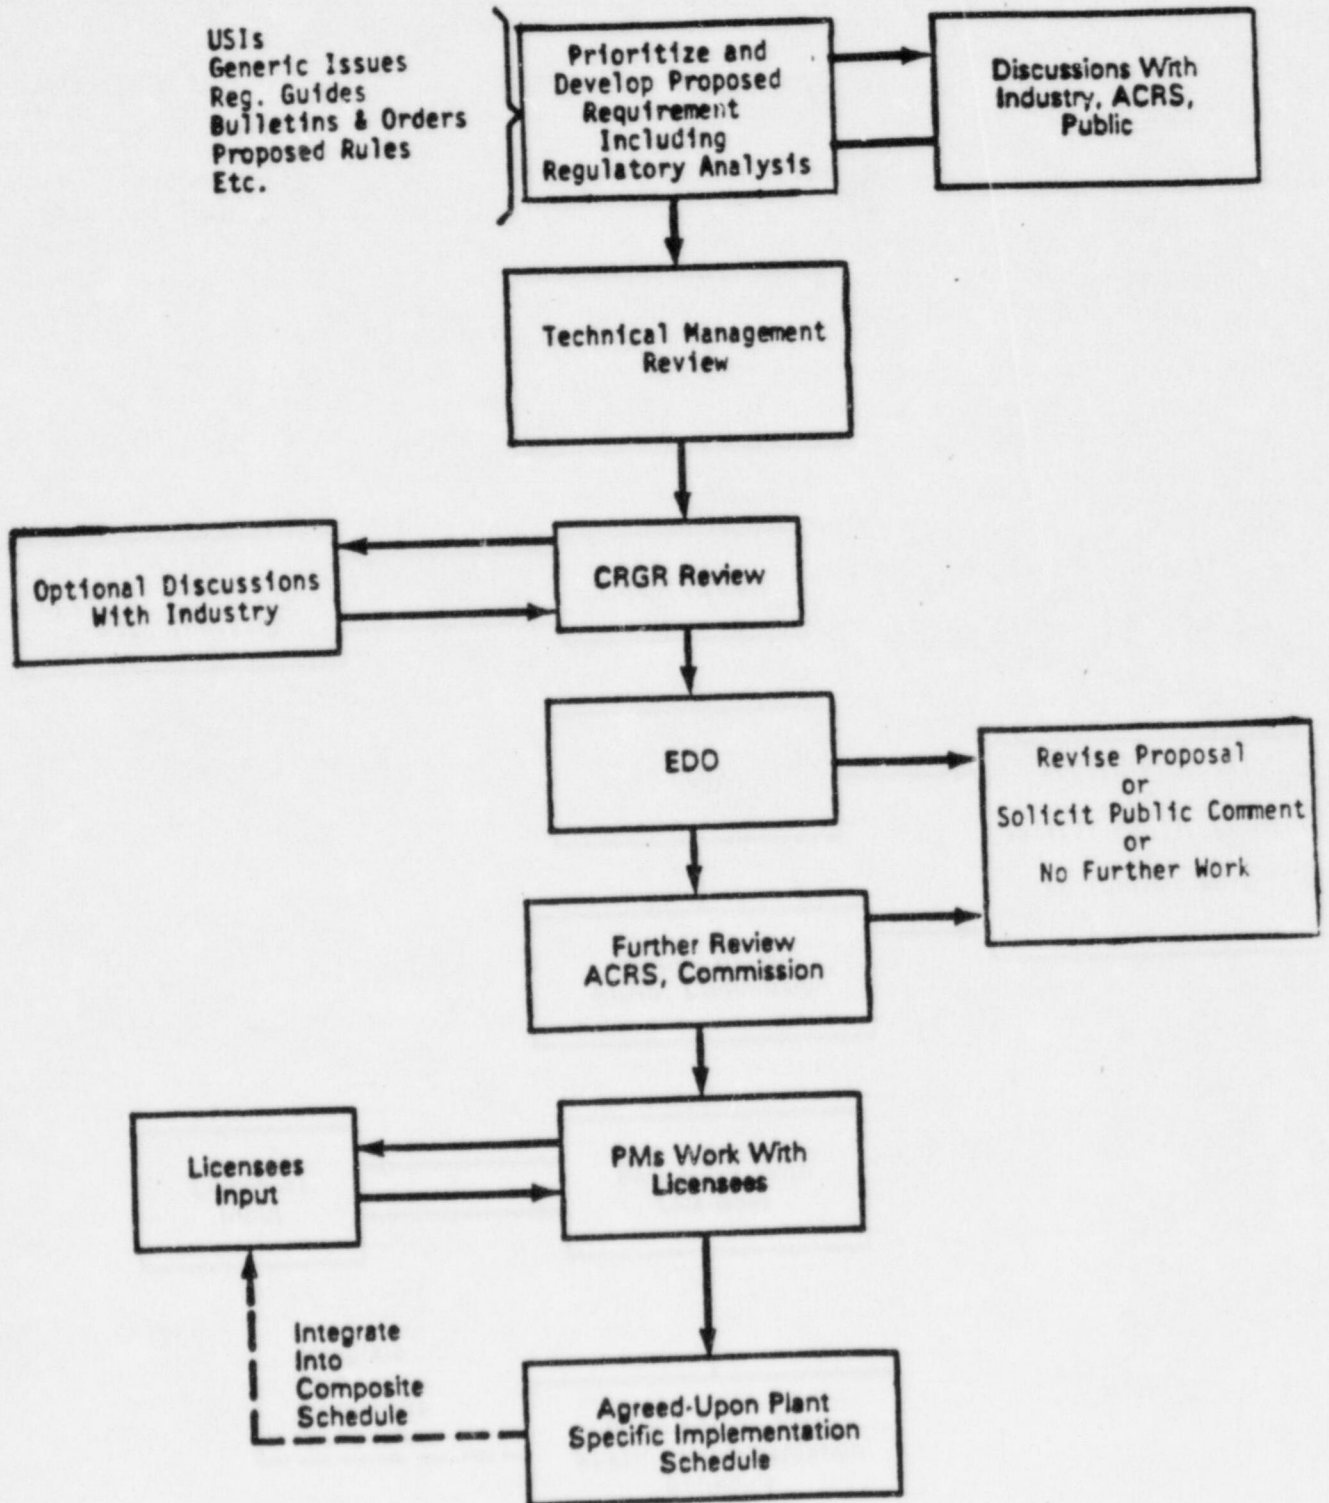 USIs
Generic Issues
Reg. Guides
Bulletins & Orders
Proposed Rules
Etc.
Prioritize and
Develop Proposed
Requirement
Including
Regulatory Analysis
Discussions With
Industry, ACRS,
Public
Technical Management
Review
CRGR Review
Optional Discussions
With Industry
EDO
Revise Proposal
or
Solicit Public Comment
or
No Further Work
Further Review
ACRS, Commission
PMs Work With
Licensees
Licensees
Input
Integrate
Into
Composite
Schedule
Agreed-Upon Plant
Specific Implementation
Schedule